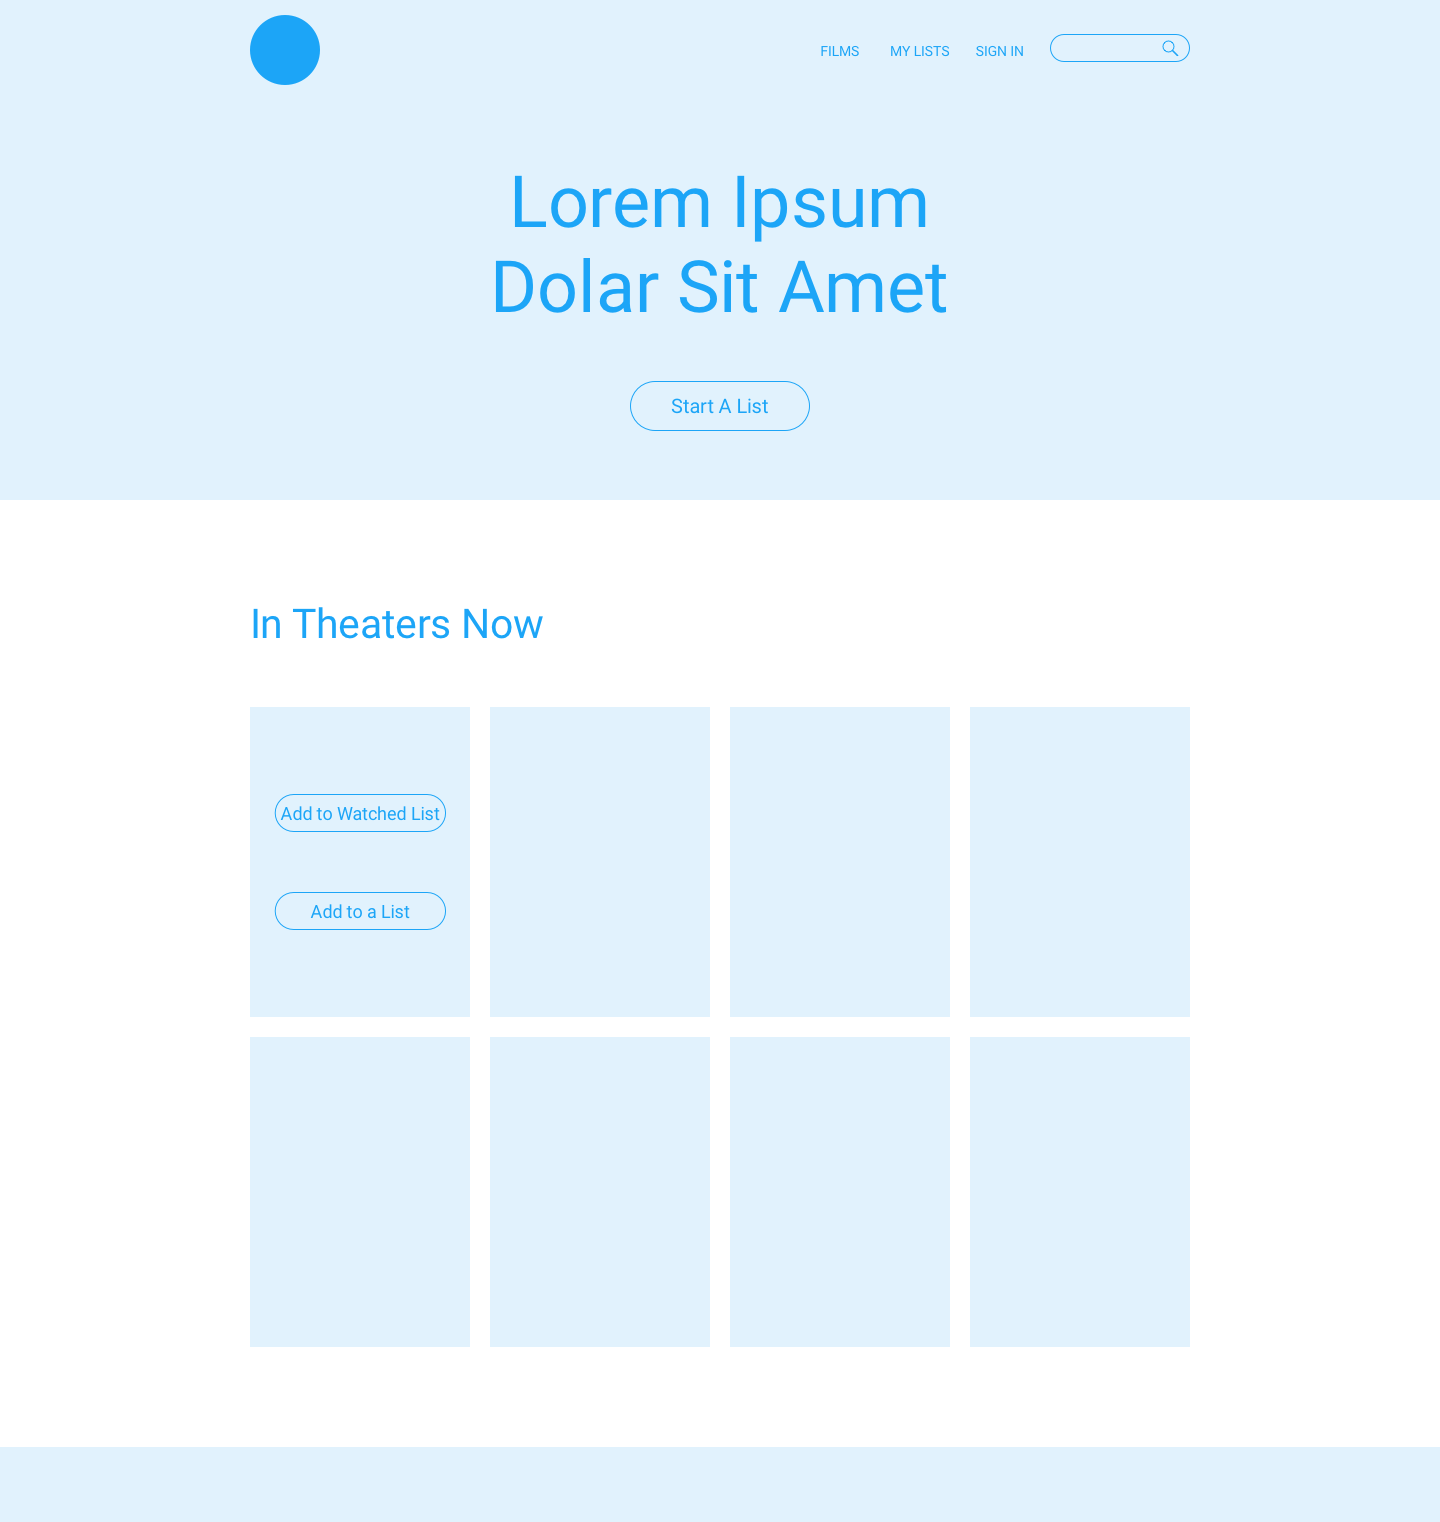 FILMS
MY LISTS
SIGN IN
Lorem Ipsum
Dolar Sit Amet
Start A List
In Theaters Now
Add to Watched List
Add to a List